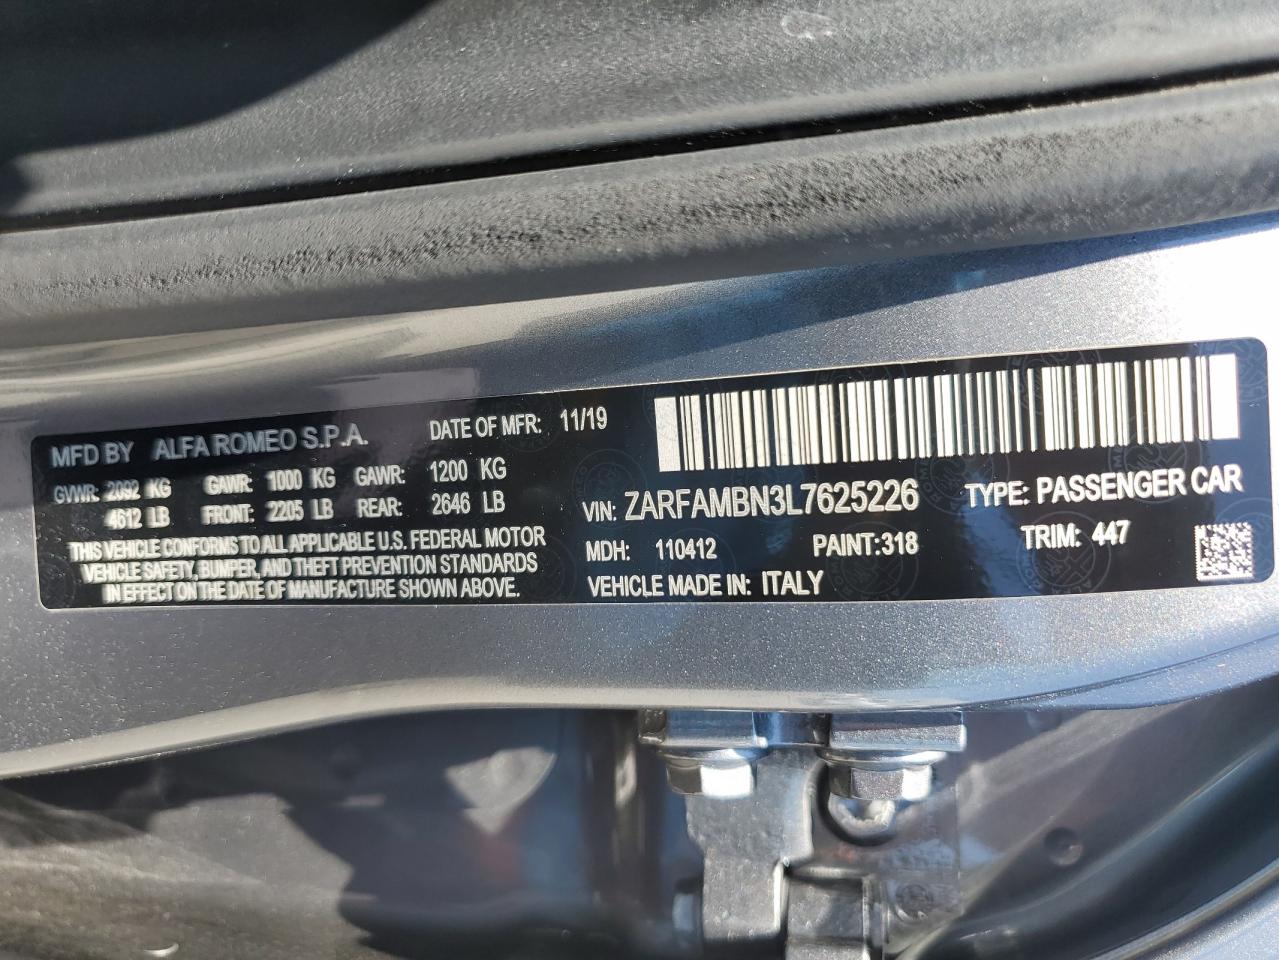 MFD BY ALFA ROMEO S.P.A. DATE OF MFR: 11/19
GVWR: 2092 KG GAWR: 1000 KG GAWR: 1200 KG
4612 LB FRONT: 2205 LB REAR: 2646 LB
THIS VEHICLE CONFORMS TO ALL APPLICABLE U.S. FEDERAL MOTOR
VEHICLE SAFETY, BUMPER, AND THEFT PREVENTION STANDARDS
IN EFFECT ON THE DATE OF MANUFACTURE SHOWN ABOVE.
VIN: ZARFAMBN3L7625226 TYPE: PASSENGER CAR
MDH: 110412 PAINT:318 TRIM: 447
VEHICLE MADE IN: ITALY